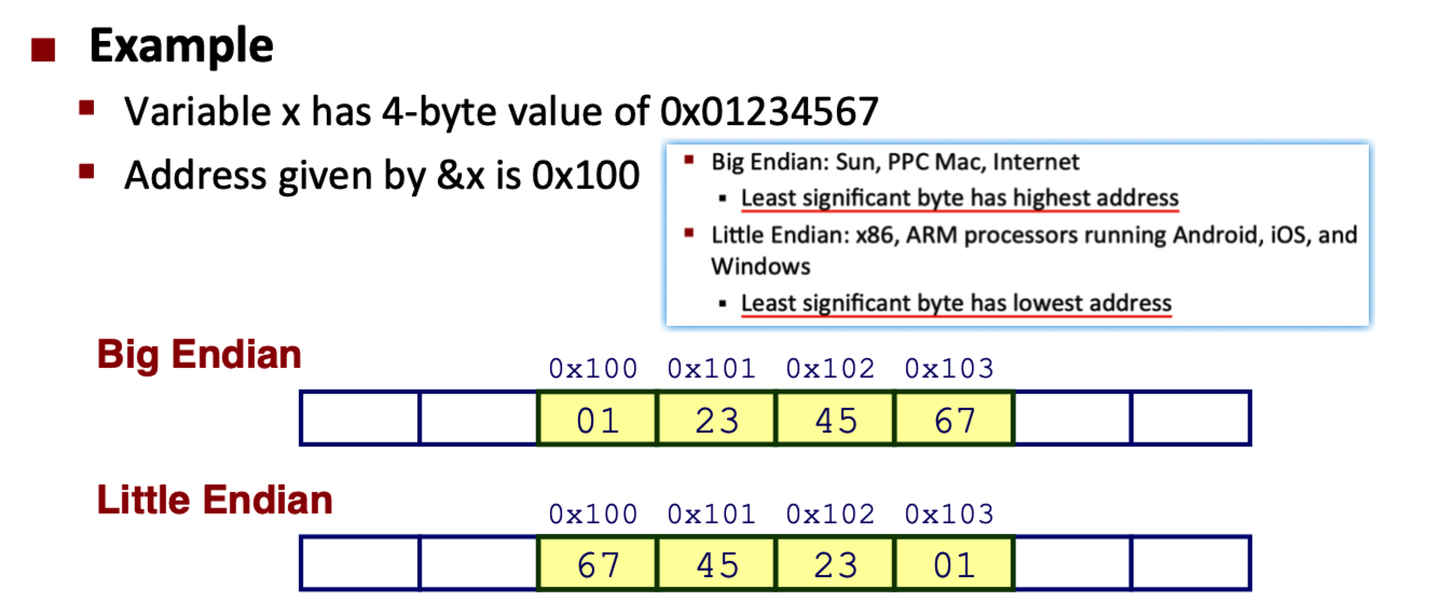 Example
Variable x has 4-byte value of 0x01234567
Address given by &x is 0x100
Big Endian: Sun, PPC Mac, Internet
Least significant byte has highest address
Little Endian: x86, ARM processors running Android, iOS, and
Windows
Least significant byte has lowest address
Big Endian
0x100 0x101 0x102 0x103
01 23 45 67
Little Endian
0x100 0x101 0x102 0x103
67 45 23 01